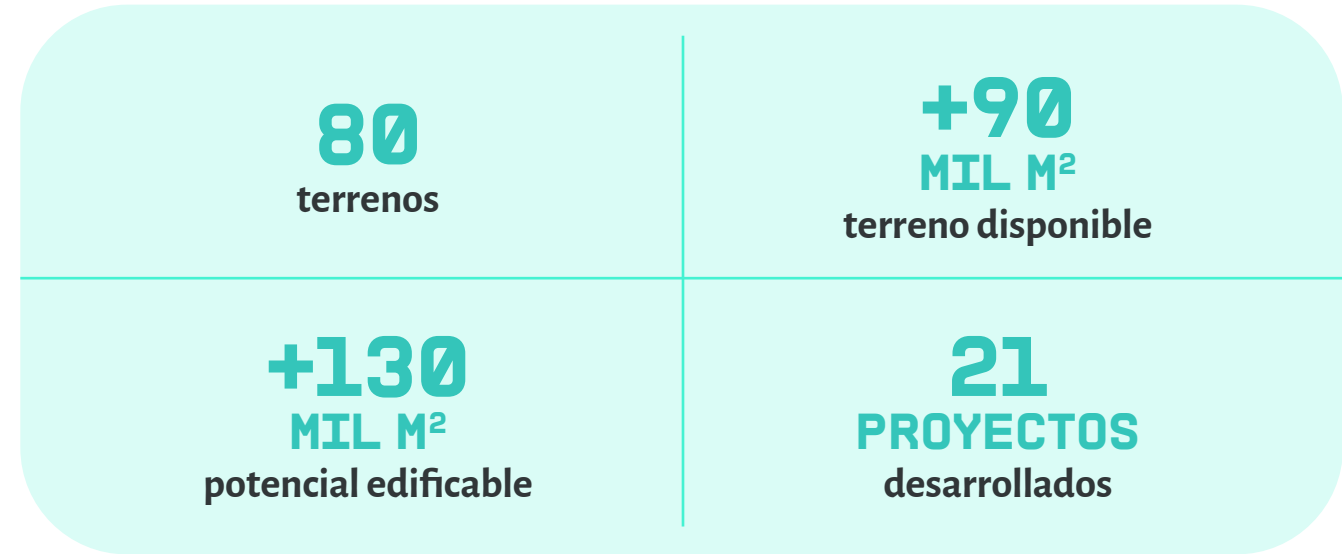 80
terrenos
+90
MIL M²
terreno disponible
+130
MIL M²
potencial edificable
21
PROYECTOS
desarrollados